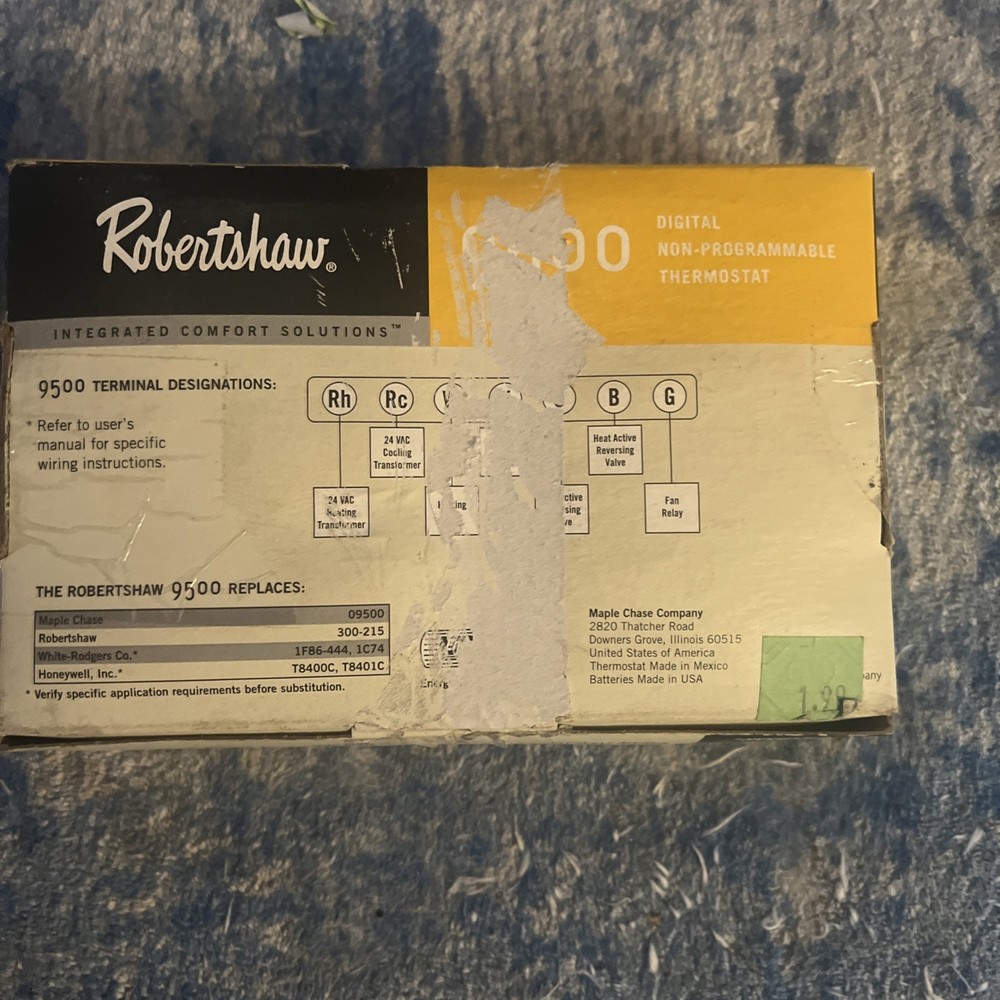 Robertshaw®
INTEGRATED COMFORT SOLUTIONS™
00
DIGITAL
NON-PROGRAMMABLE
THERMOSTAT
9500 TERMINAL DESIGNATIONS:
* Refer to user's
manual for specific
wiring instructions.
Rh Rc B G
24 VAC
Cooling
Transformer
Heat Active
Reversing
Valve
24 VAC
Heating
Transformer
Fan
Relay
THE ROBERTSHAW 9500 REPLACES:
Maple Chase 09500
Robertshaw 300-215
White-Rodgers Co.* 1F86-444, 1C74
Honeywell, Inc.* T8400C, T8401C
* Verify specific application requirements before substitution.
Maple Chase Company
2820 Thatcher Road
Downers Grove, Illinois 60515
United States of America
Thermostat Made in Mexico
Batteries Made in USA